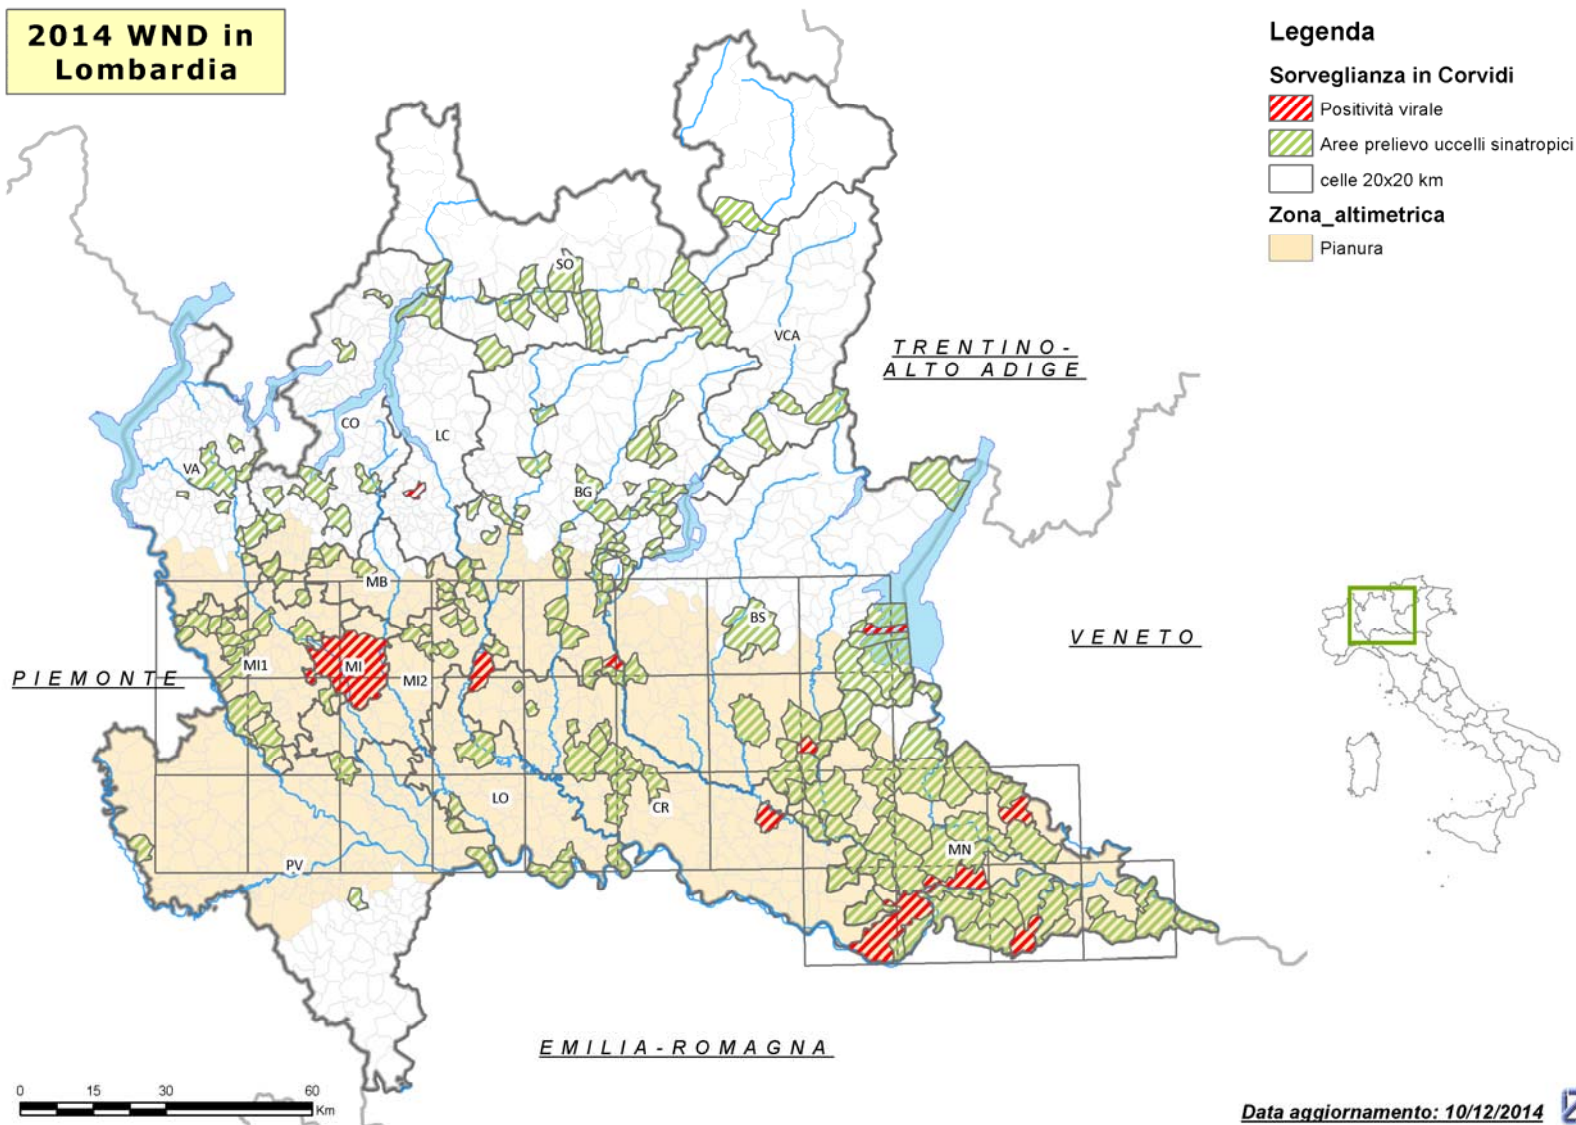 2014 WND in
Lombardia
Legenda
Sorveglianza in Corvidi
Positività virale
Aree prelievo uccelli sinatropici
celle 20x20 km
Zona_altimetrica
Pianura
SO
VCA
TRENTINO-
ALTO ADIGE
CO
LC
VA
BG
MB
BS
VENETO
PIEMONTE
MI1
MI
MI2
LO
CR
MN
PV
EMILIA-ROMAGNA
0 15 30 60
Km
Data aggiornamento: 10/12/2014